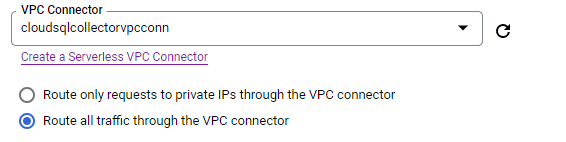 VPC Connector
cloudsqlcollectorvpcconn
Create a Serverless VPC Connector
Route only requests to private IPs through the VPC connector
Route all traffic through the VPC connector